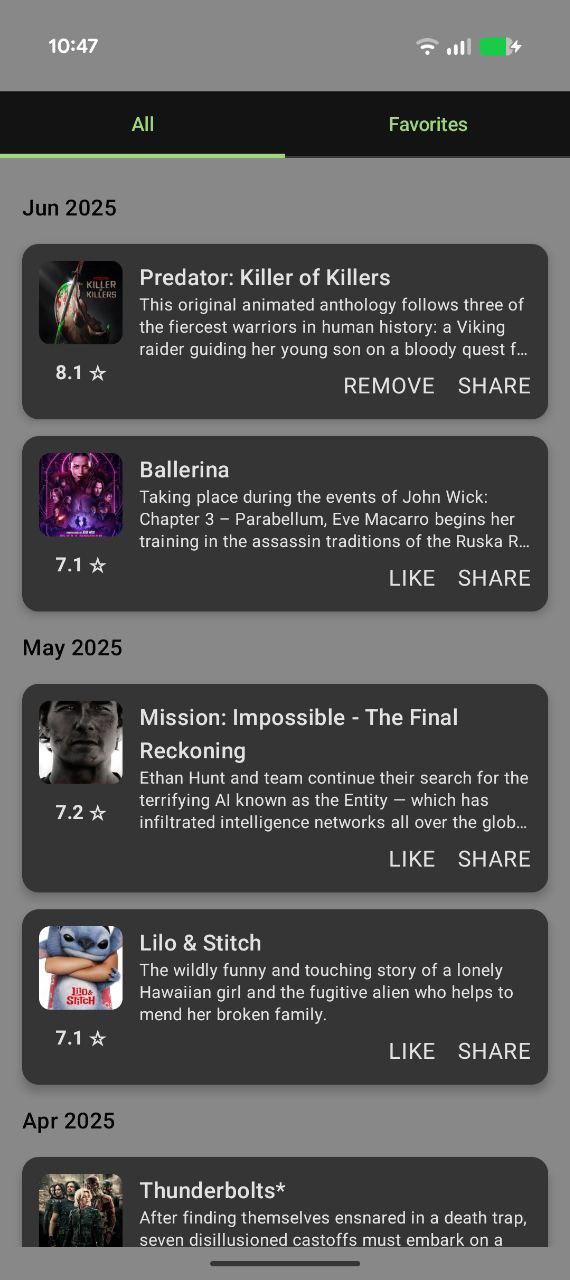 10:47
All
Favorites
Jun 2025
KILLER
OF
KILLERS
Predator: Killer of Killers
This original animated anthology follows three of
the fiercest warriors in human history: a Viking
raider guiding her young son on a bloody quest f…
8.1 ☆
REMOVE SHARE
Ballerina
Taking place during the events of John Wick:
Chapter 3 – Parabellum, Eve Macarro begins her
training in the assassin traditions of the Ruska R…
7.1 ☆
LIKE SHARE
May 2025
Mission: Impossible - The Final
Reckoning
Ethan Hunt and team continue their search for the
terrifying AI known as the Entity — which has
infiltrated intelligence networks all over the glob…
7.2 ☆
LIKE SHARE
Lilo &
Stitch
Lilo & Stitch
The wildly funny and touching story of a lonely
Hawaiian girl and the fugitive alien who helps to
mend her broken family.
7.1 ☆
LIKE SHARE
Apr 2025
Thunderbolts*
After finding themselves ensnared in a death trap,
seven disillusioned castoffs must embark on a